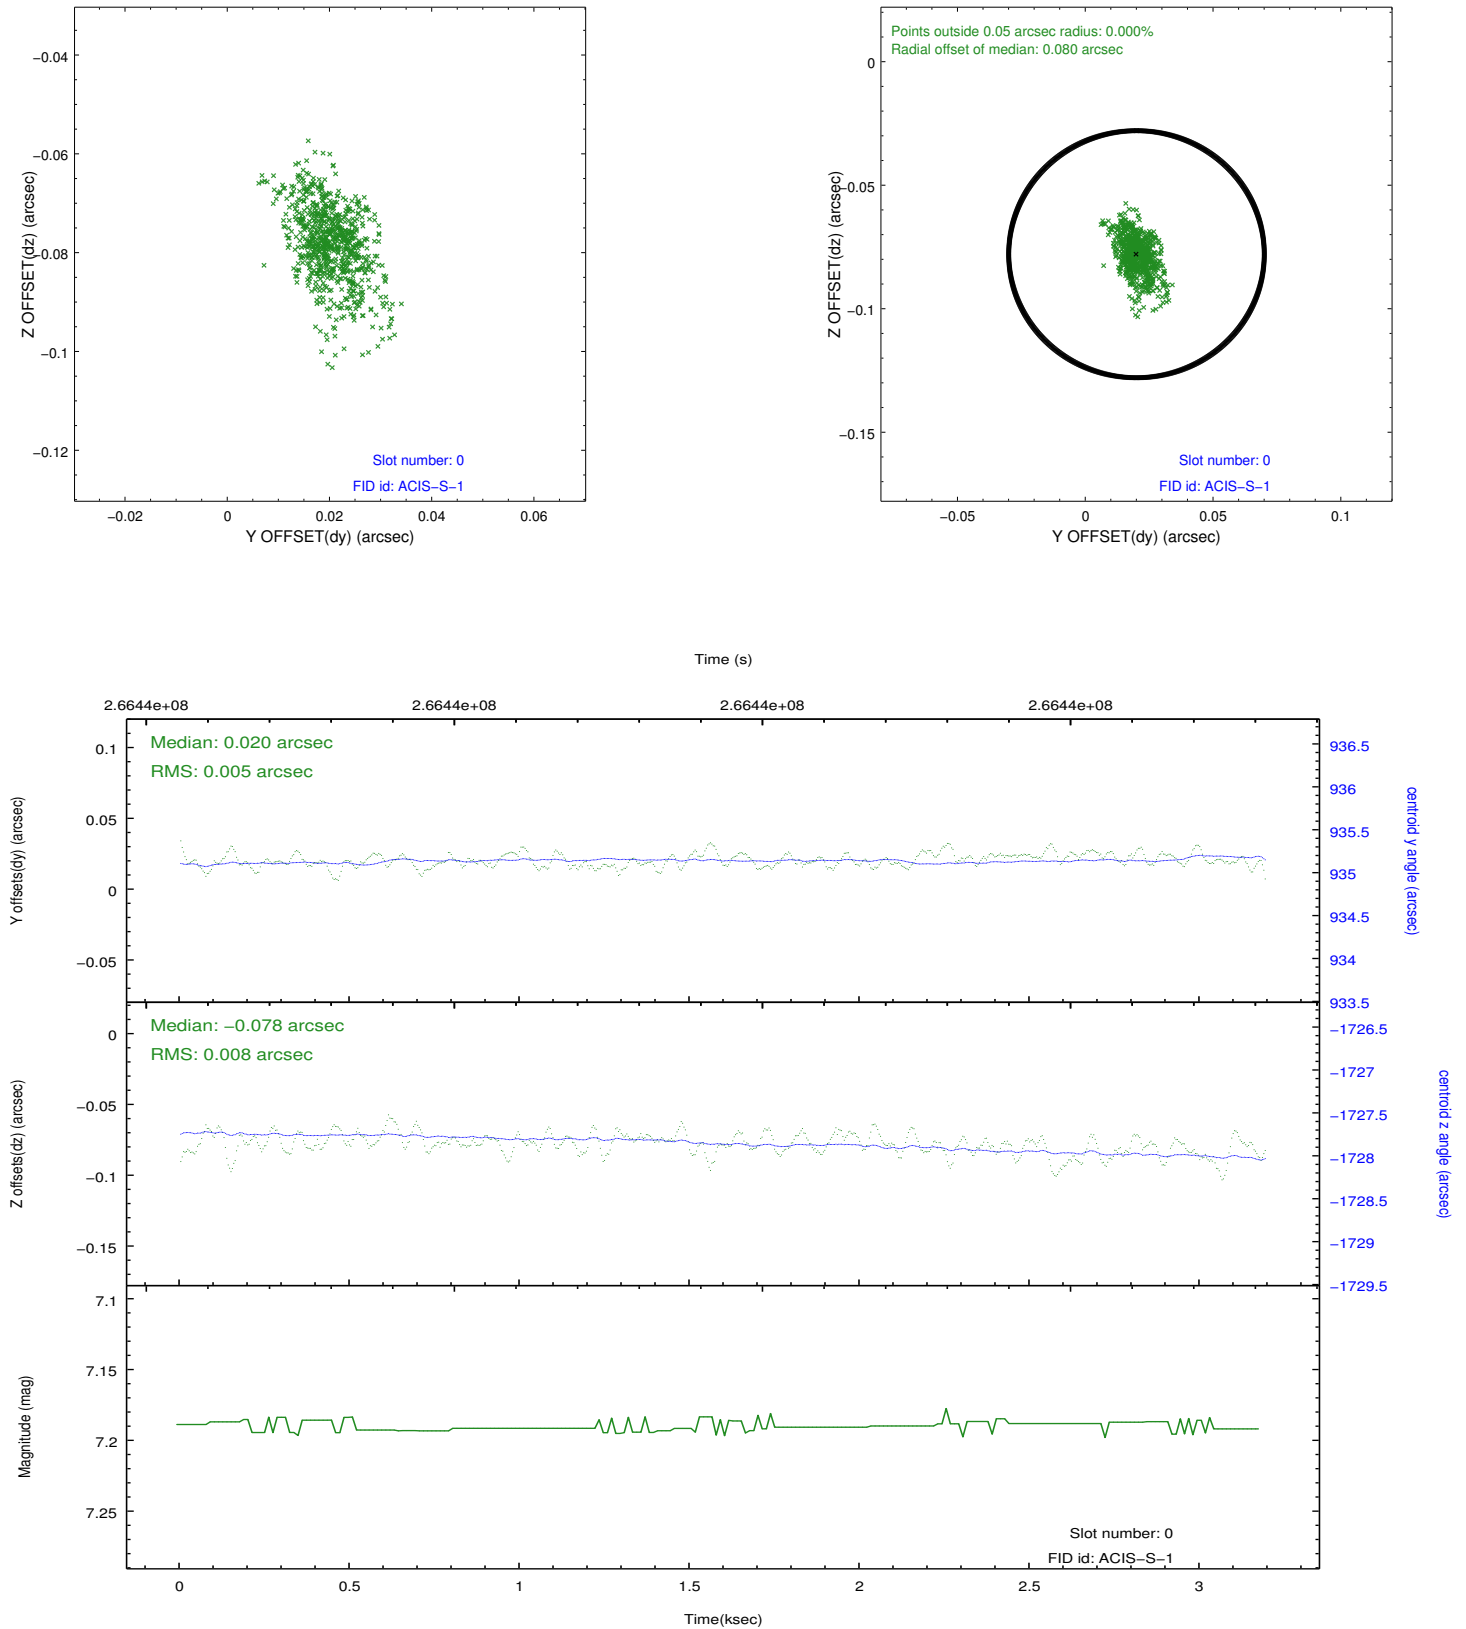 −0.04
−0.06
−0.08
−0.1
−0.12
Z OFFSET(dz) (arcsec)
Slot number: 0
FID id: ACIS−S−1
−0.02
0
0.02
0.04
0.06
Y OFFSET(dy) (arcsec)
Points outside 0.05 arcsec radius: 0.000%
Radial offset of median: 0.080 arcsec
0
−0.05
−0.1
−0.15
Z OFFSET(dz) (arcsec)
Slot number: 0
FID id: ACIS−S−1
−0.05
0
0.05
0.1
Y OFFSET(dy) (arcsec)
Time (s)
2.6644e+08
2.6644e+08
2.6644e+08
2.6644e+08
Median: 0.020 arcsec
RMS: 0.005 arcsec
0.1
0.05
0
−0.05
Y offsets(dy) (arcsec)
936.5
936
935.5
935
934.5
934
933.5
centroid y angle (arcsec)
Median: −0.078 arcsec
RMS: 0.008 arcsec
0
−0.05
−0.1
−0.15
Z offsets(dz) (arcsec)
−1726.5
−1727
−1727.5
−1728
−1728.5
−1729
−1729.5
centroid z angle (arcsec)
7.1
7.15
7.2
7.25
Magnitude (mag)
Slot number: 0
FID id: ACIS−S−1
0
0.5
1
1.5
2
2.5
3
Time(ksec)